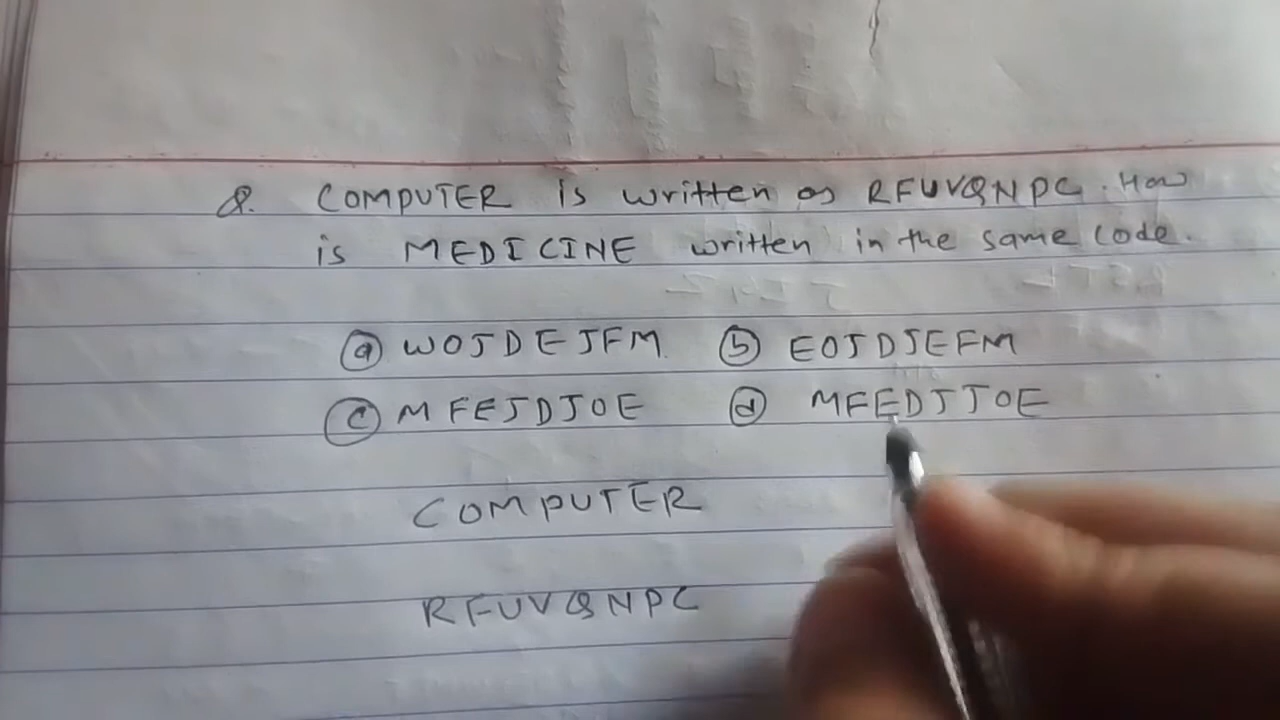 Q. COMPUTER is written as RFUVQNPC. How
is MEDICINE written in the same code.
(a) WOJDEJFM (b) EOJDJEFM
(c) MFEJDJOE (d) MFEDJJOE
COMPUTER
RFUVQNPC